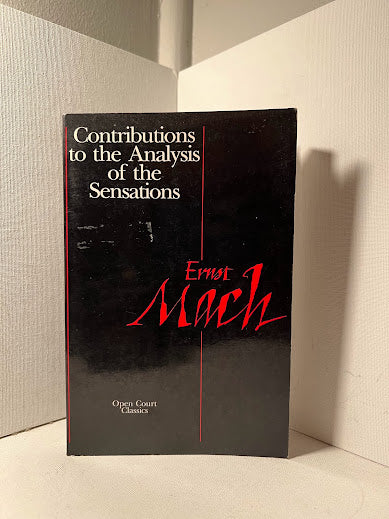 Contributions
to the Analysis
of the
Sensations
Ernst
Mach
Open Court
Classics